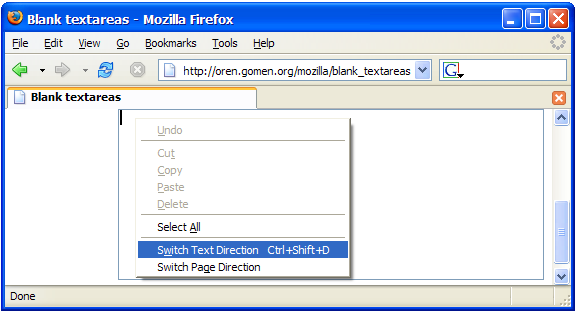 Blank textareas - Mozilla Firefox
File Edit View Go Bookmarks Tools Help
http://oren.gomen.org/mozilla/blank_textareas
G
Blank textareas
Undo
Cut
Copy
Paste
Delete
Select All
Switch Text Direction Ctrl+Shift+D
Switch Page Direction
Done